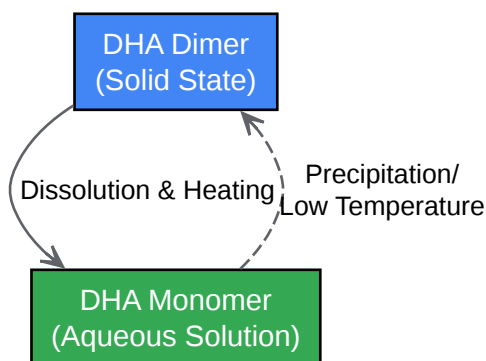 DHA Dimer
(Solid State)
Dissolution & Heating
Precipitation/
Low Temperature
DHA Monomer
(Aqueous Solution)